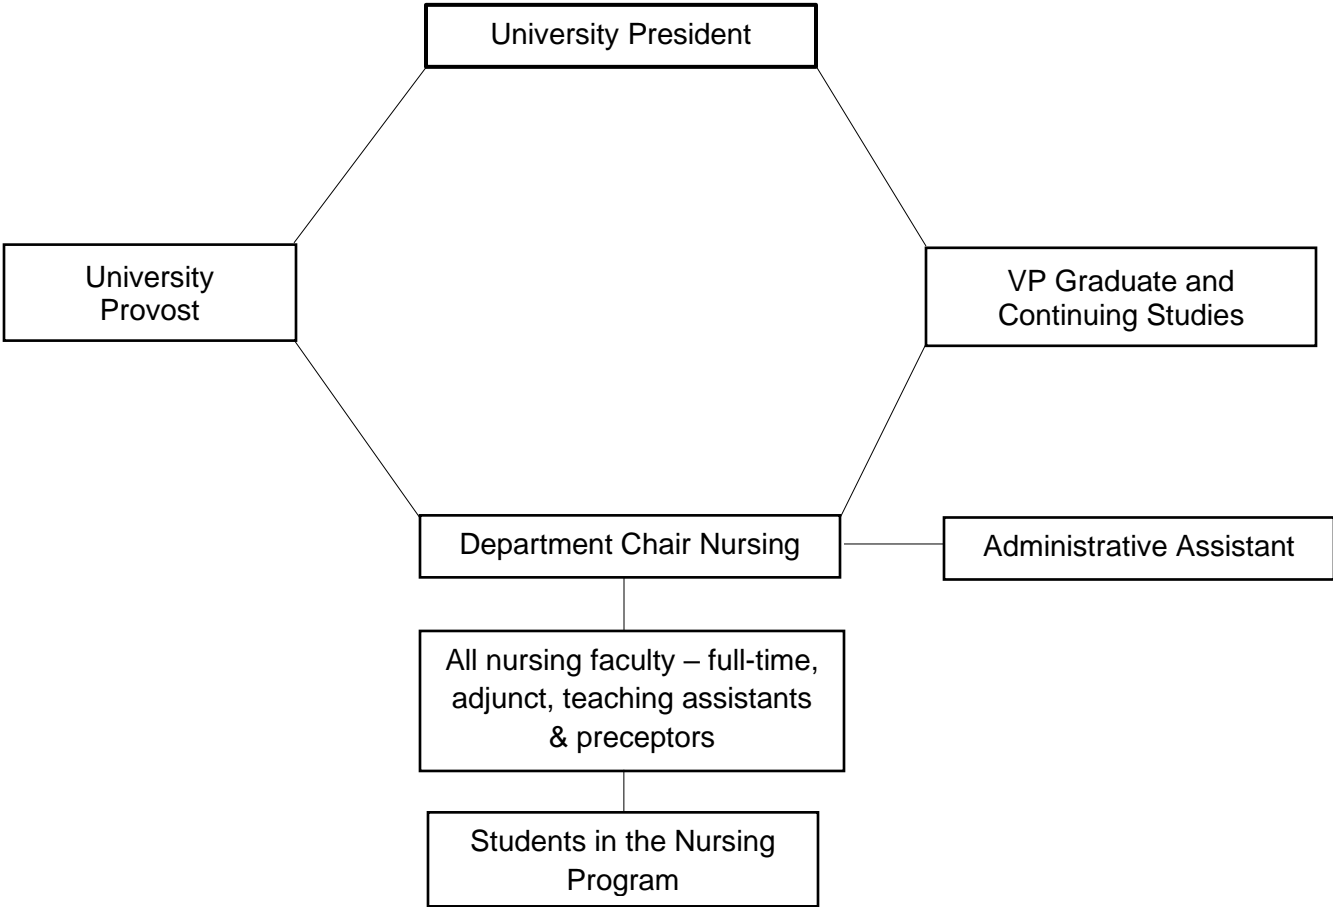 University President
University
Provost
VP Graduate and
Continuing Studies
Department Chair Nursing
Administrative Assistant
All nursing faculty – full-time,
adjunct, teaching assistants
& preceptors
Students in the Nursing
Program